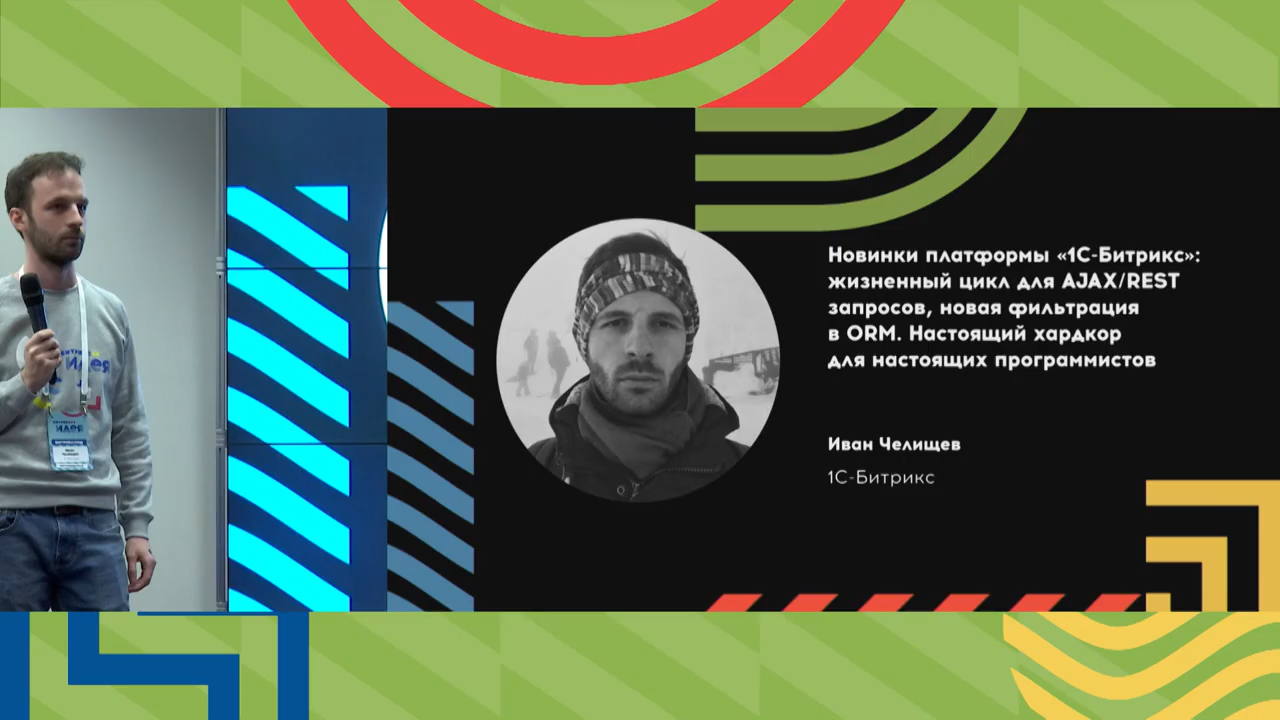 Новинки платформы «1С-Битрикс»:
жизненный цикл для AJAX/REST
запросов, новая фильтрация
в ORM. Настоящий хардкор
для настоящих программистов
Иван Челищев
1С-Битрикс
идея